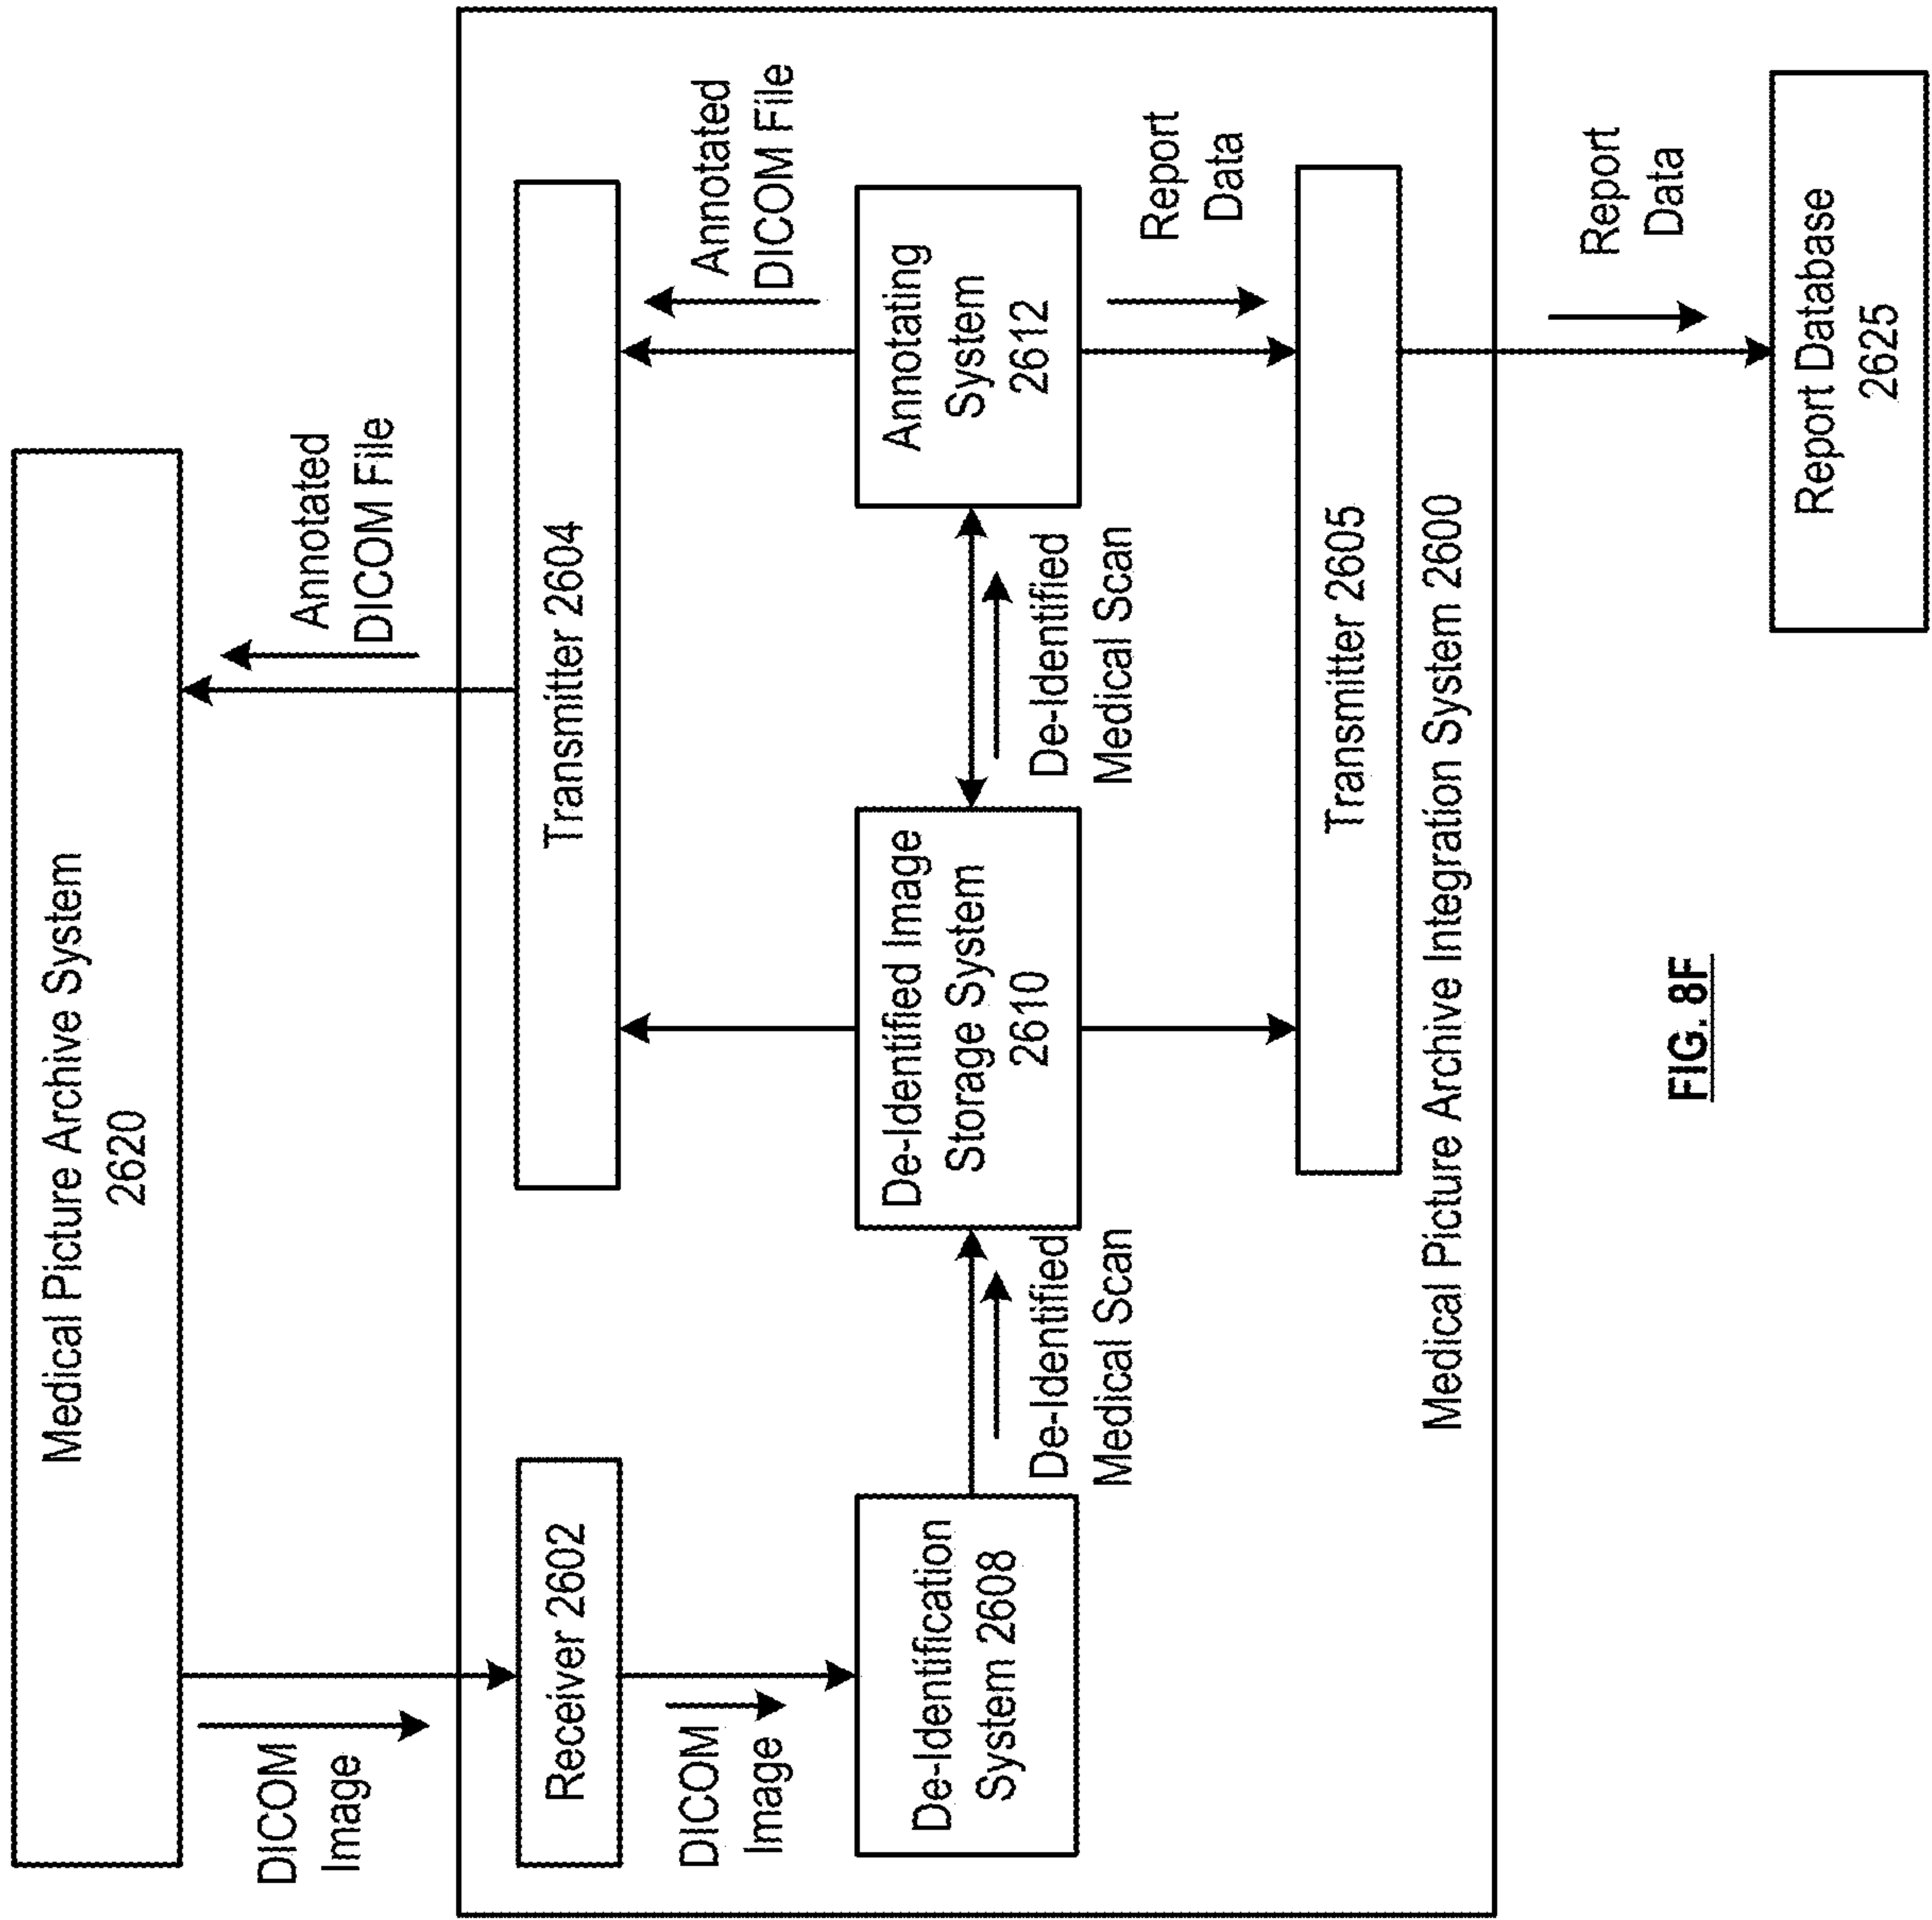 Medical Picture Archive System
2620
DICOM
Image
Annotated
DICOM File
Receiver 2602
Transmitter 2604
DICOM
Image
Annotated
DICOM File
De-Identification
System 2608
De-Identified Image
Storage System
2610
Annotating
System
2612
De-Identified
Medical Scan
De-Identified
Medical Scan
Report
Data
Transmitter 2605
Medical Picture Archive Integration System 2600
Report
Data
FIG. 8F
Report Database
2625